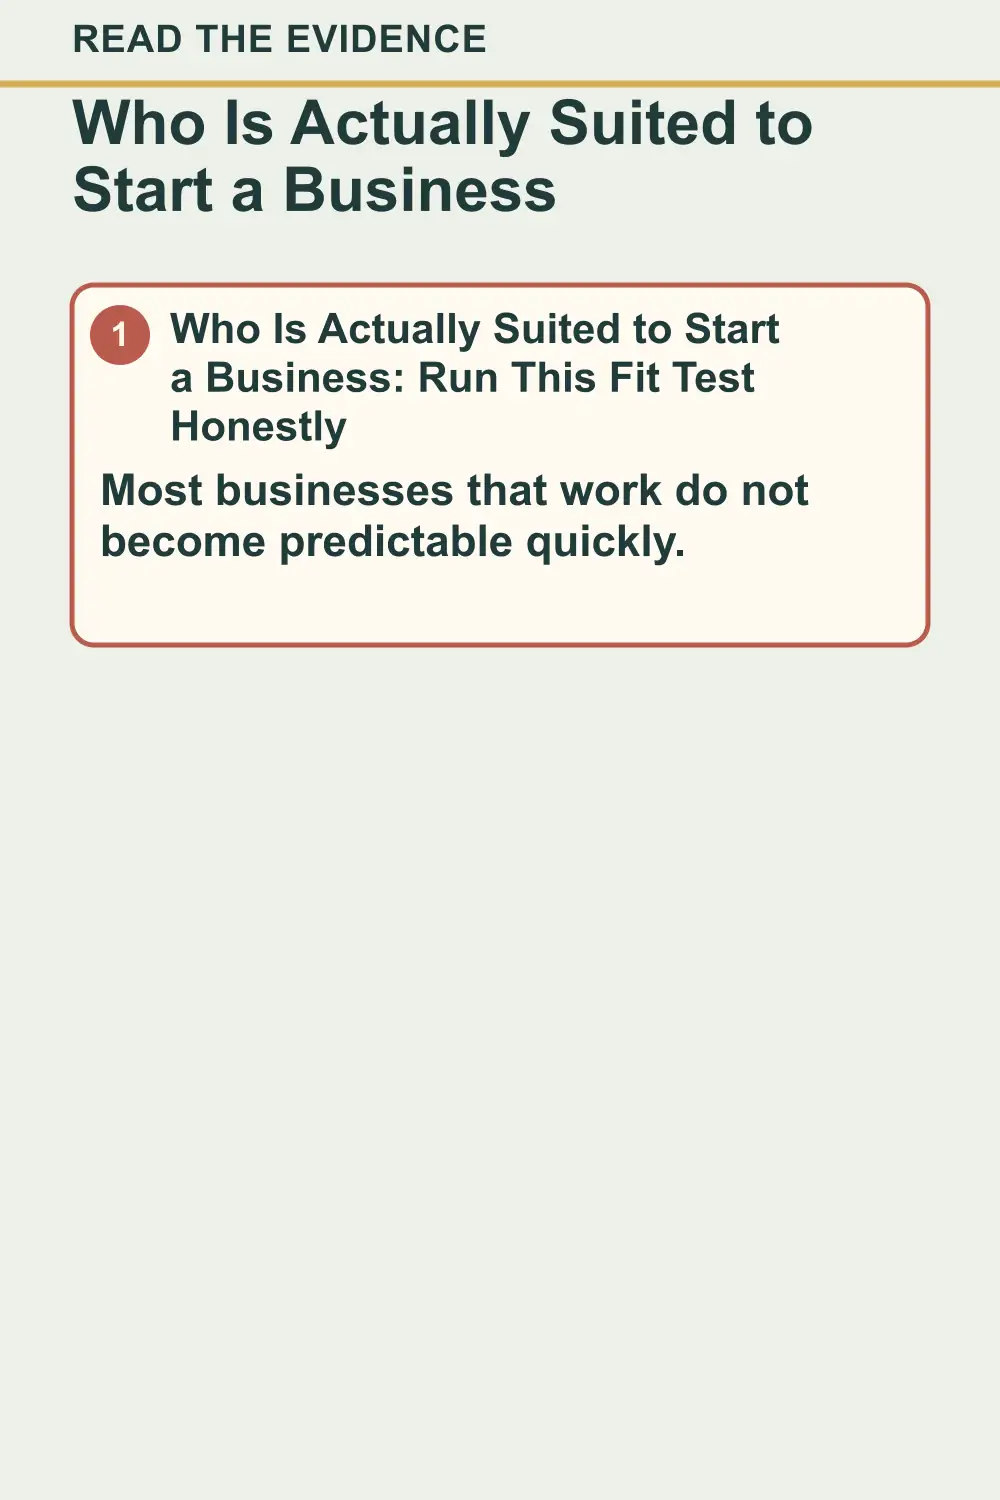 READ THE EVIDENCE
Who Is Actually Suited to
Start a Business
1
Who Is Actually Suited to Start
a Business: Run This Fit Test
Honestly
Most businesses that work do not
become predictable quickly.